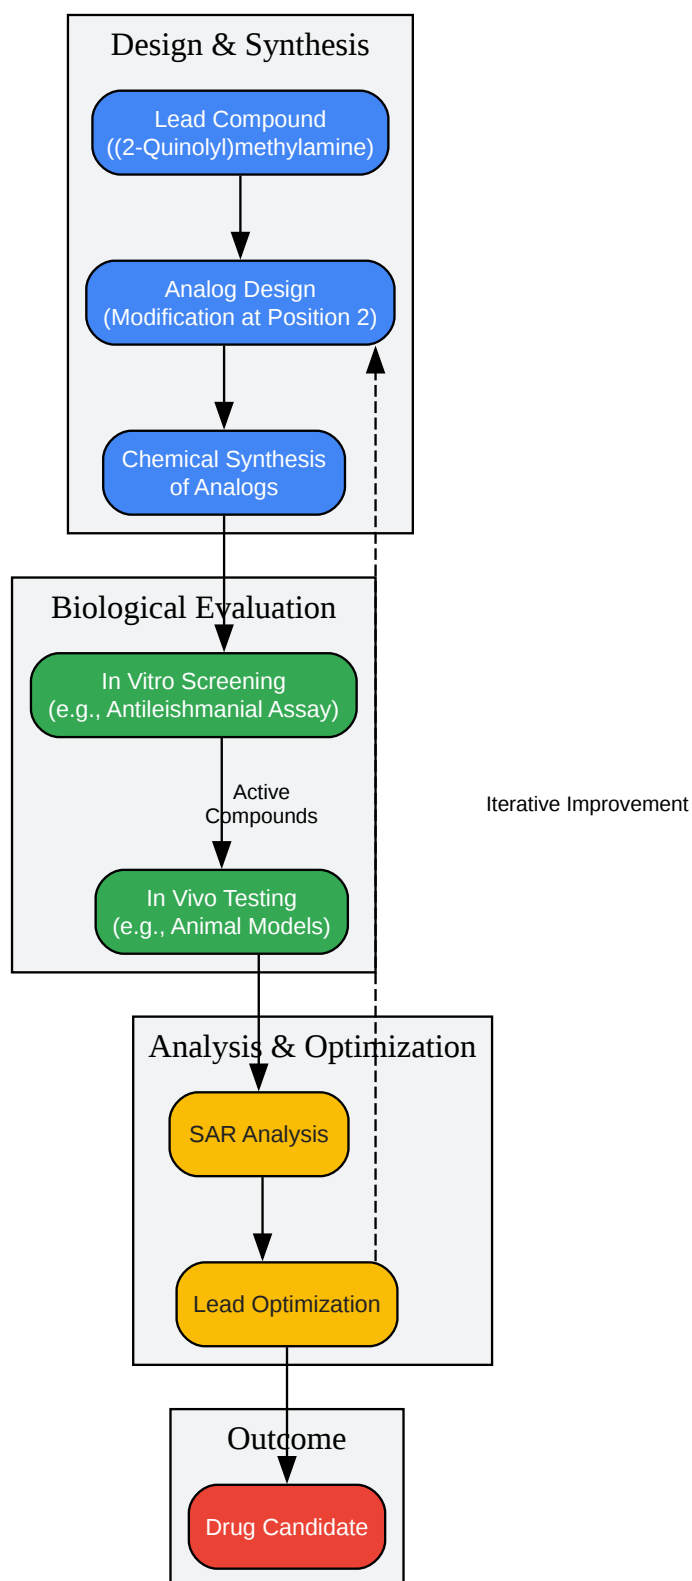 Design & Synthesis
Lead Compound
((2-Quinolyl)methylamine)
Analog Design
(Modification at Position 2)
Chemical Synthesis
of Analogs
Biological Evaluation
In Vitro Screening
(e.g., Antileishmanial Assay)
Active
Compounds
Iterative Improvement
In Vivo Testing
(e.g., Animal Models)
Analysis & Optimization
SAR Analysis
Lead Optimization
Outcome
Drug Candidate